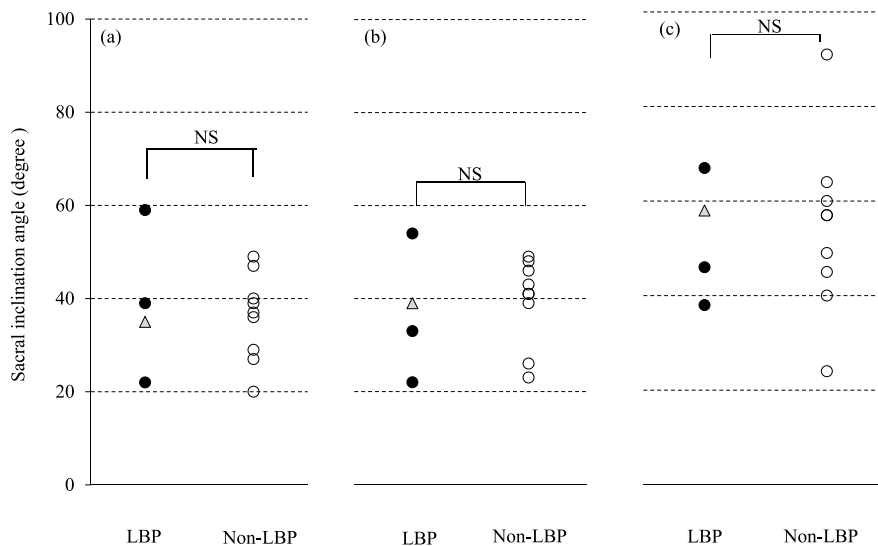 (a)
(b)
(c)
NS
NS
NS
100
80
60
40
20
0
Sacral inclination angle (degree )
LBP
Non-LBP
LBP
Non-LBP
LBP
Non-LBP